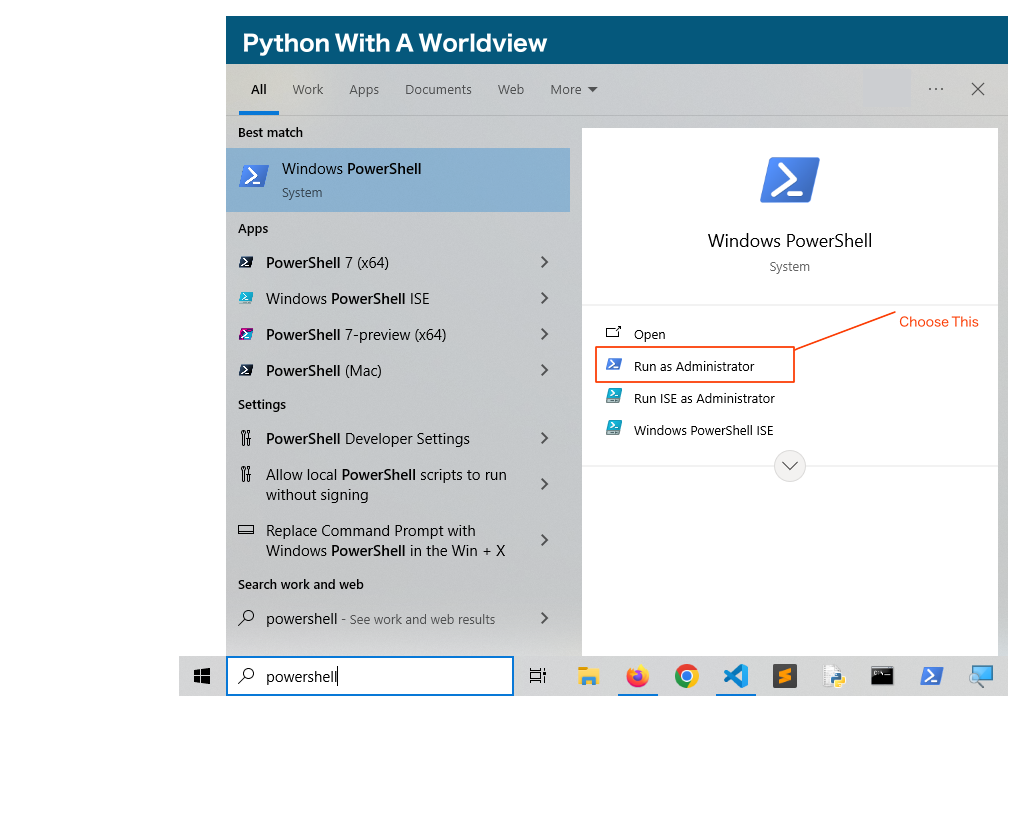 Python With A Worldview
All Work Apps Documents Web More ...
Best match
Windows PowerShell
System
Apps
PowerShell 7 (x64)
Windows PowerShell ISE
PowerShell 7-preview (x64)
PowerShell (Mac)
Settings
PowerShell Developer Settings
Allow local PowerShell scripts to run
without signing
Replace Command Prompt with
Windows PowerShell in the Win + X
Search work and web
powershell - See work and web results
Windows PowerShell
System
Open
Choose This
Run as Administrator
Run ISE as Administrator
Windows PowerShell ISE
powershell